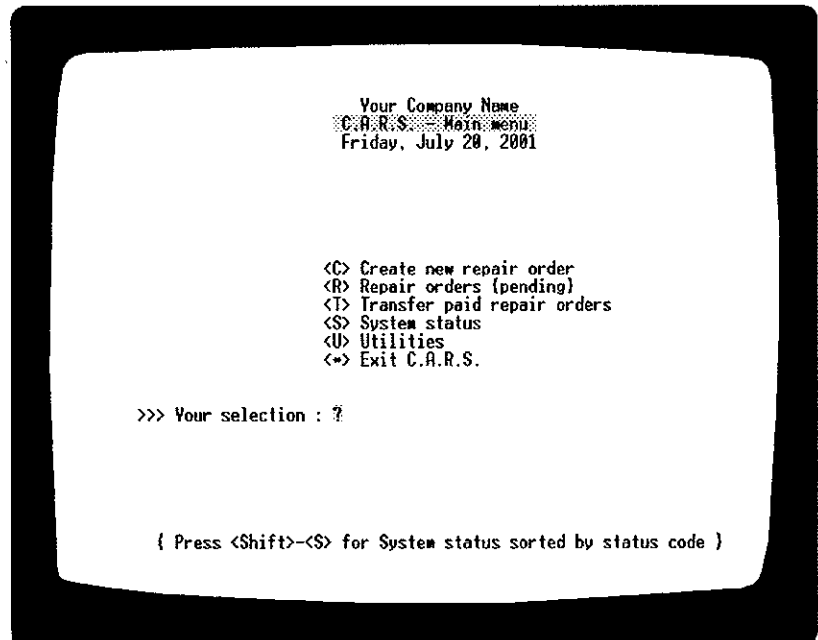 Your Company Name
C.A.R.S. - Main menu
Friday, July 20, 2001
<C> Create new repair order
<R> Repair orders {pending}
<T> Transfer paid repair orders
<S> System status
<U> Utilities
<*> Exit C.A.R.S.
>>> Your selection : ?
{ Press <Shift>-<S> for System status sorted by status code }